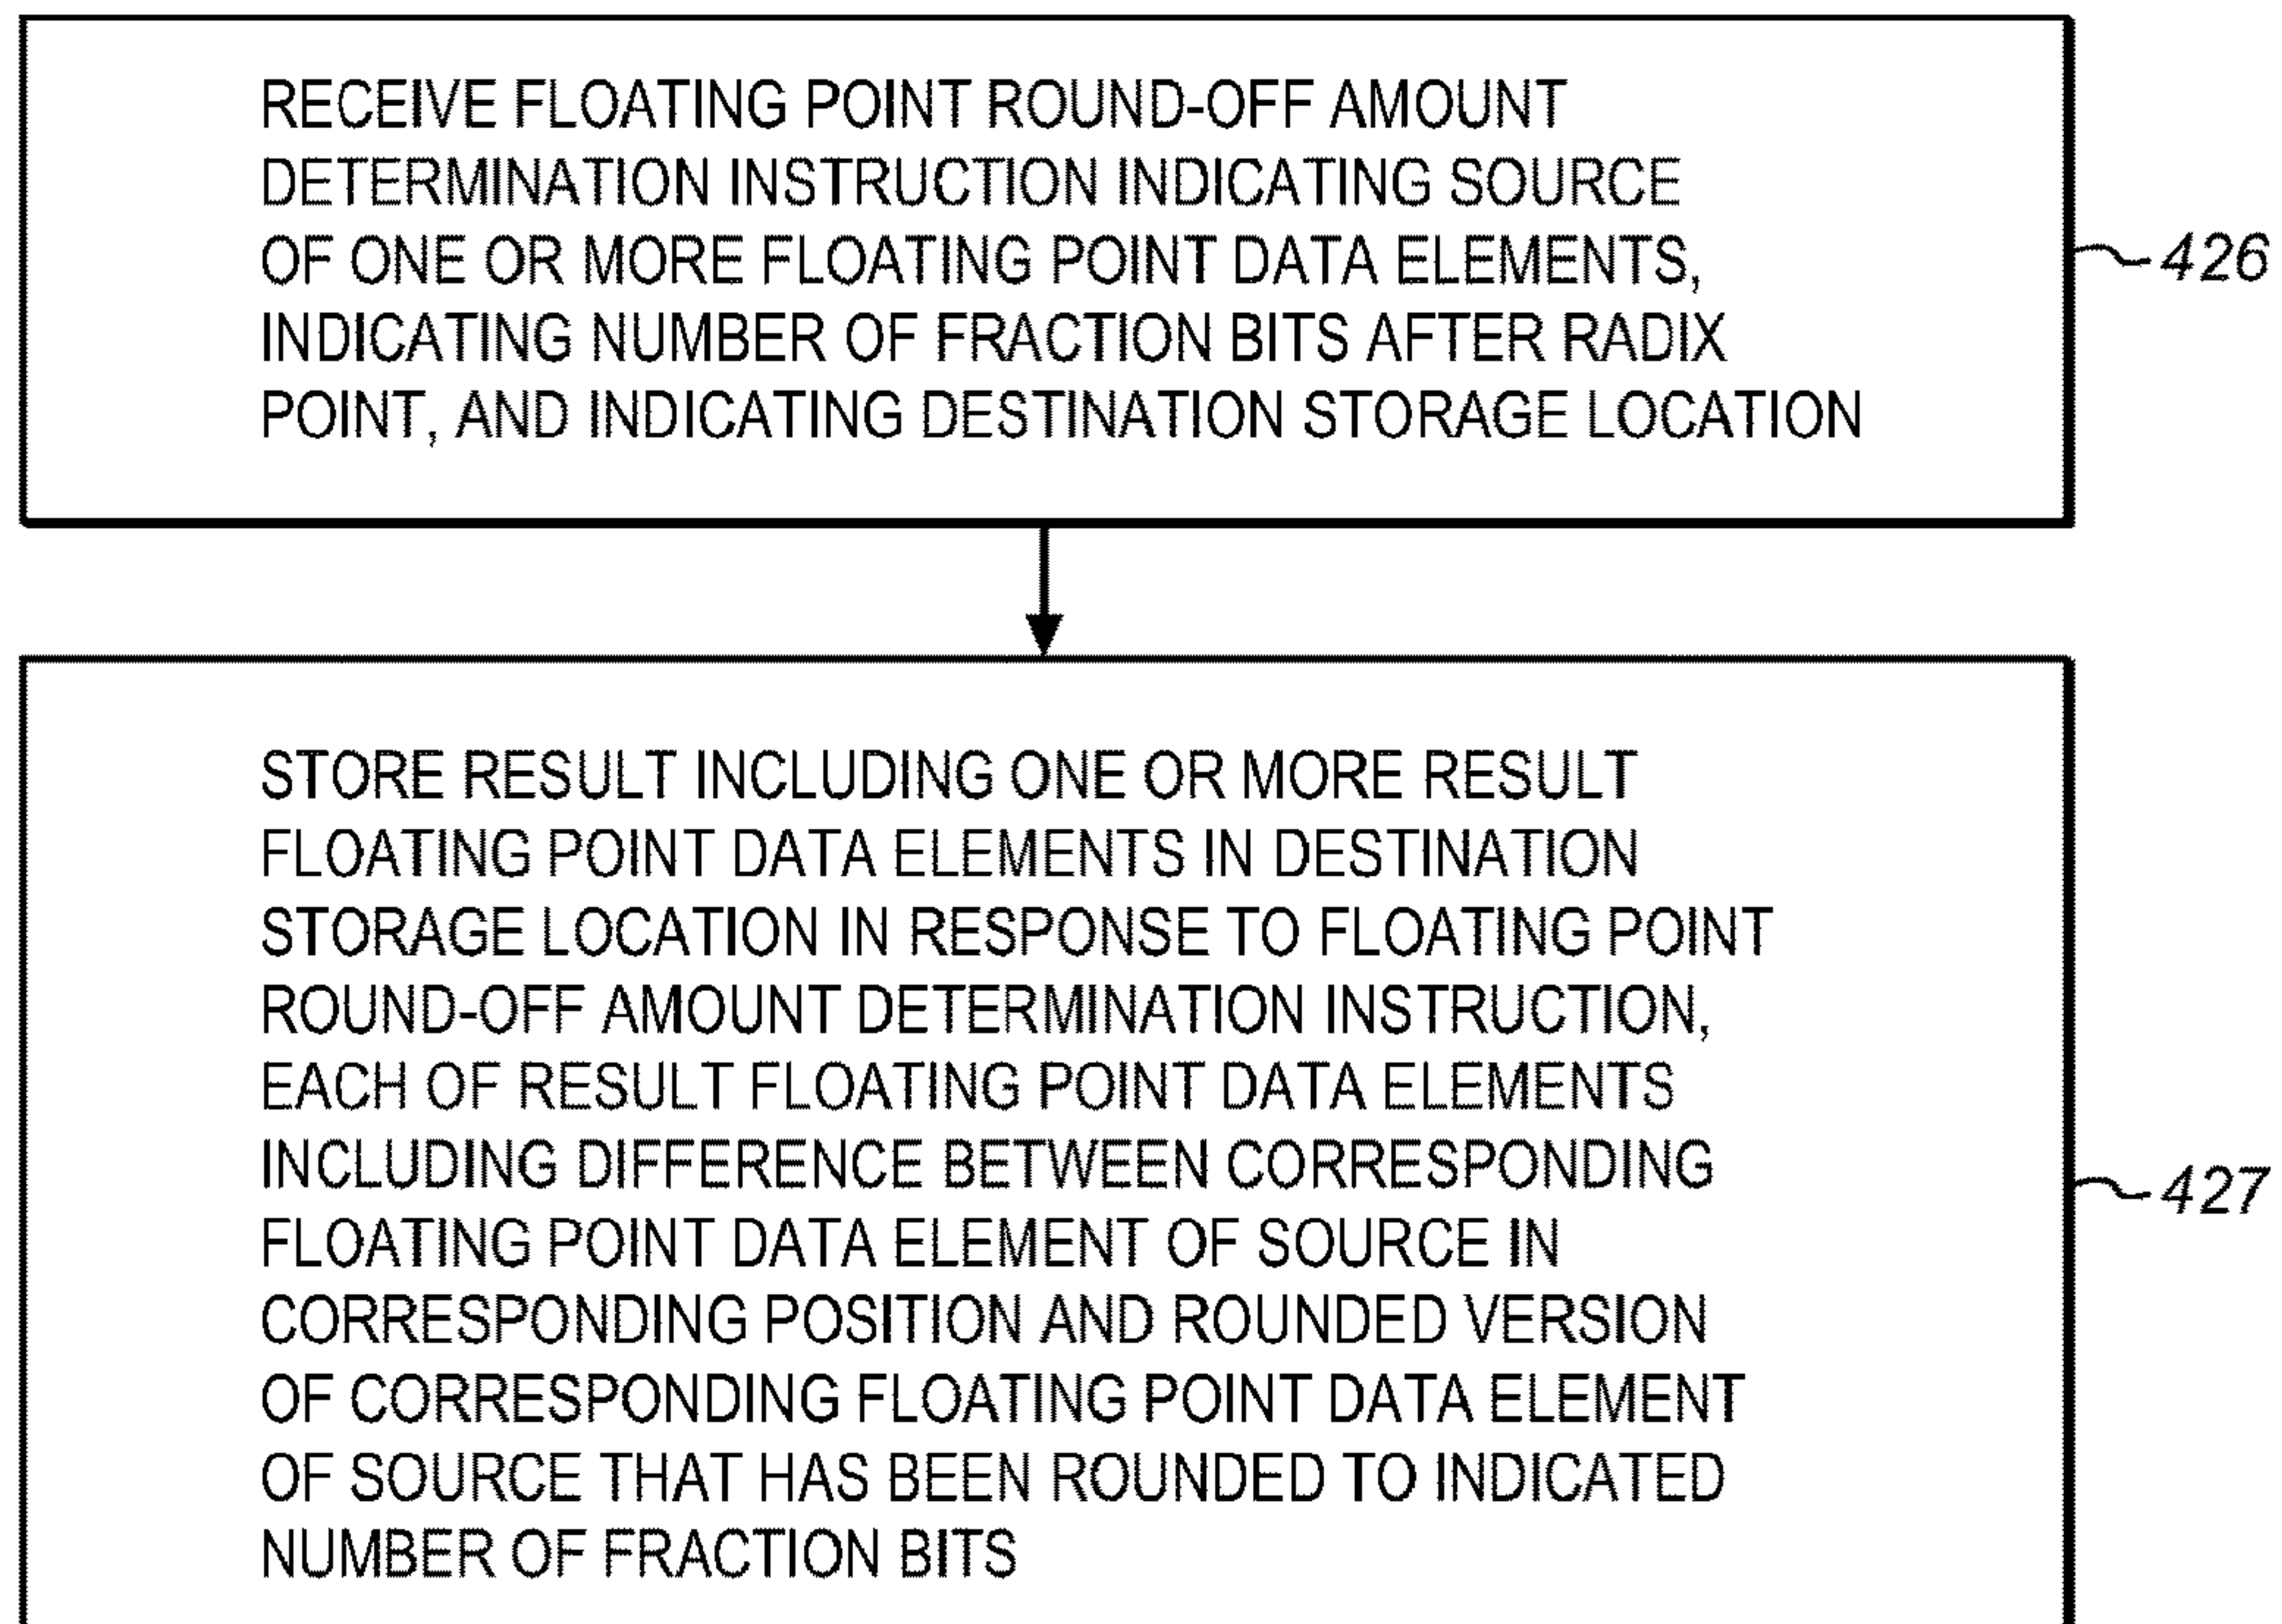 RECEIVE FLOATING POINT ROUND-OFF AMOUNT
DETERMINATION INSTRUCTION INDICATING SOURCE
OF ONE OR MORE FLOATING POINT DATA ELEMENTS,
INDICATING NUMBER OF FRACTION BITS AFTER RADIX
POINT, AND INDICATING DESTINATION STORAGE LOCATION
426
STORE RESULT INCLUDING ONE OR MORE RESULT
FLOATING POINT DATA ELEMENTS IN DESTINATION
STORAGE LOCATION IN RESPONSE TO FLOATING POINT
ROUND-OFF AMOUNT DETERMINATION INSTRUCTION,
EACH OF RESULT FLOATING POINT DATA ELEMENTS
INCLUDING DIFFERENCE BETWEEN CORRESPONDING
FLOATING POINT DATA ELEMENT OF SOURCE IN
CORRESPONDING POSITION AND ROUNDED VERSION
OF CORRESPONDING FLOATING POINT DATA ELEMENT
OF SOURCE THAT HAS BEEN ROUNDED TO INDICATED
NUMBER OF FRACTION BITS
427